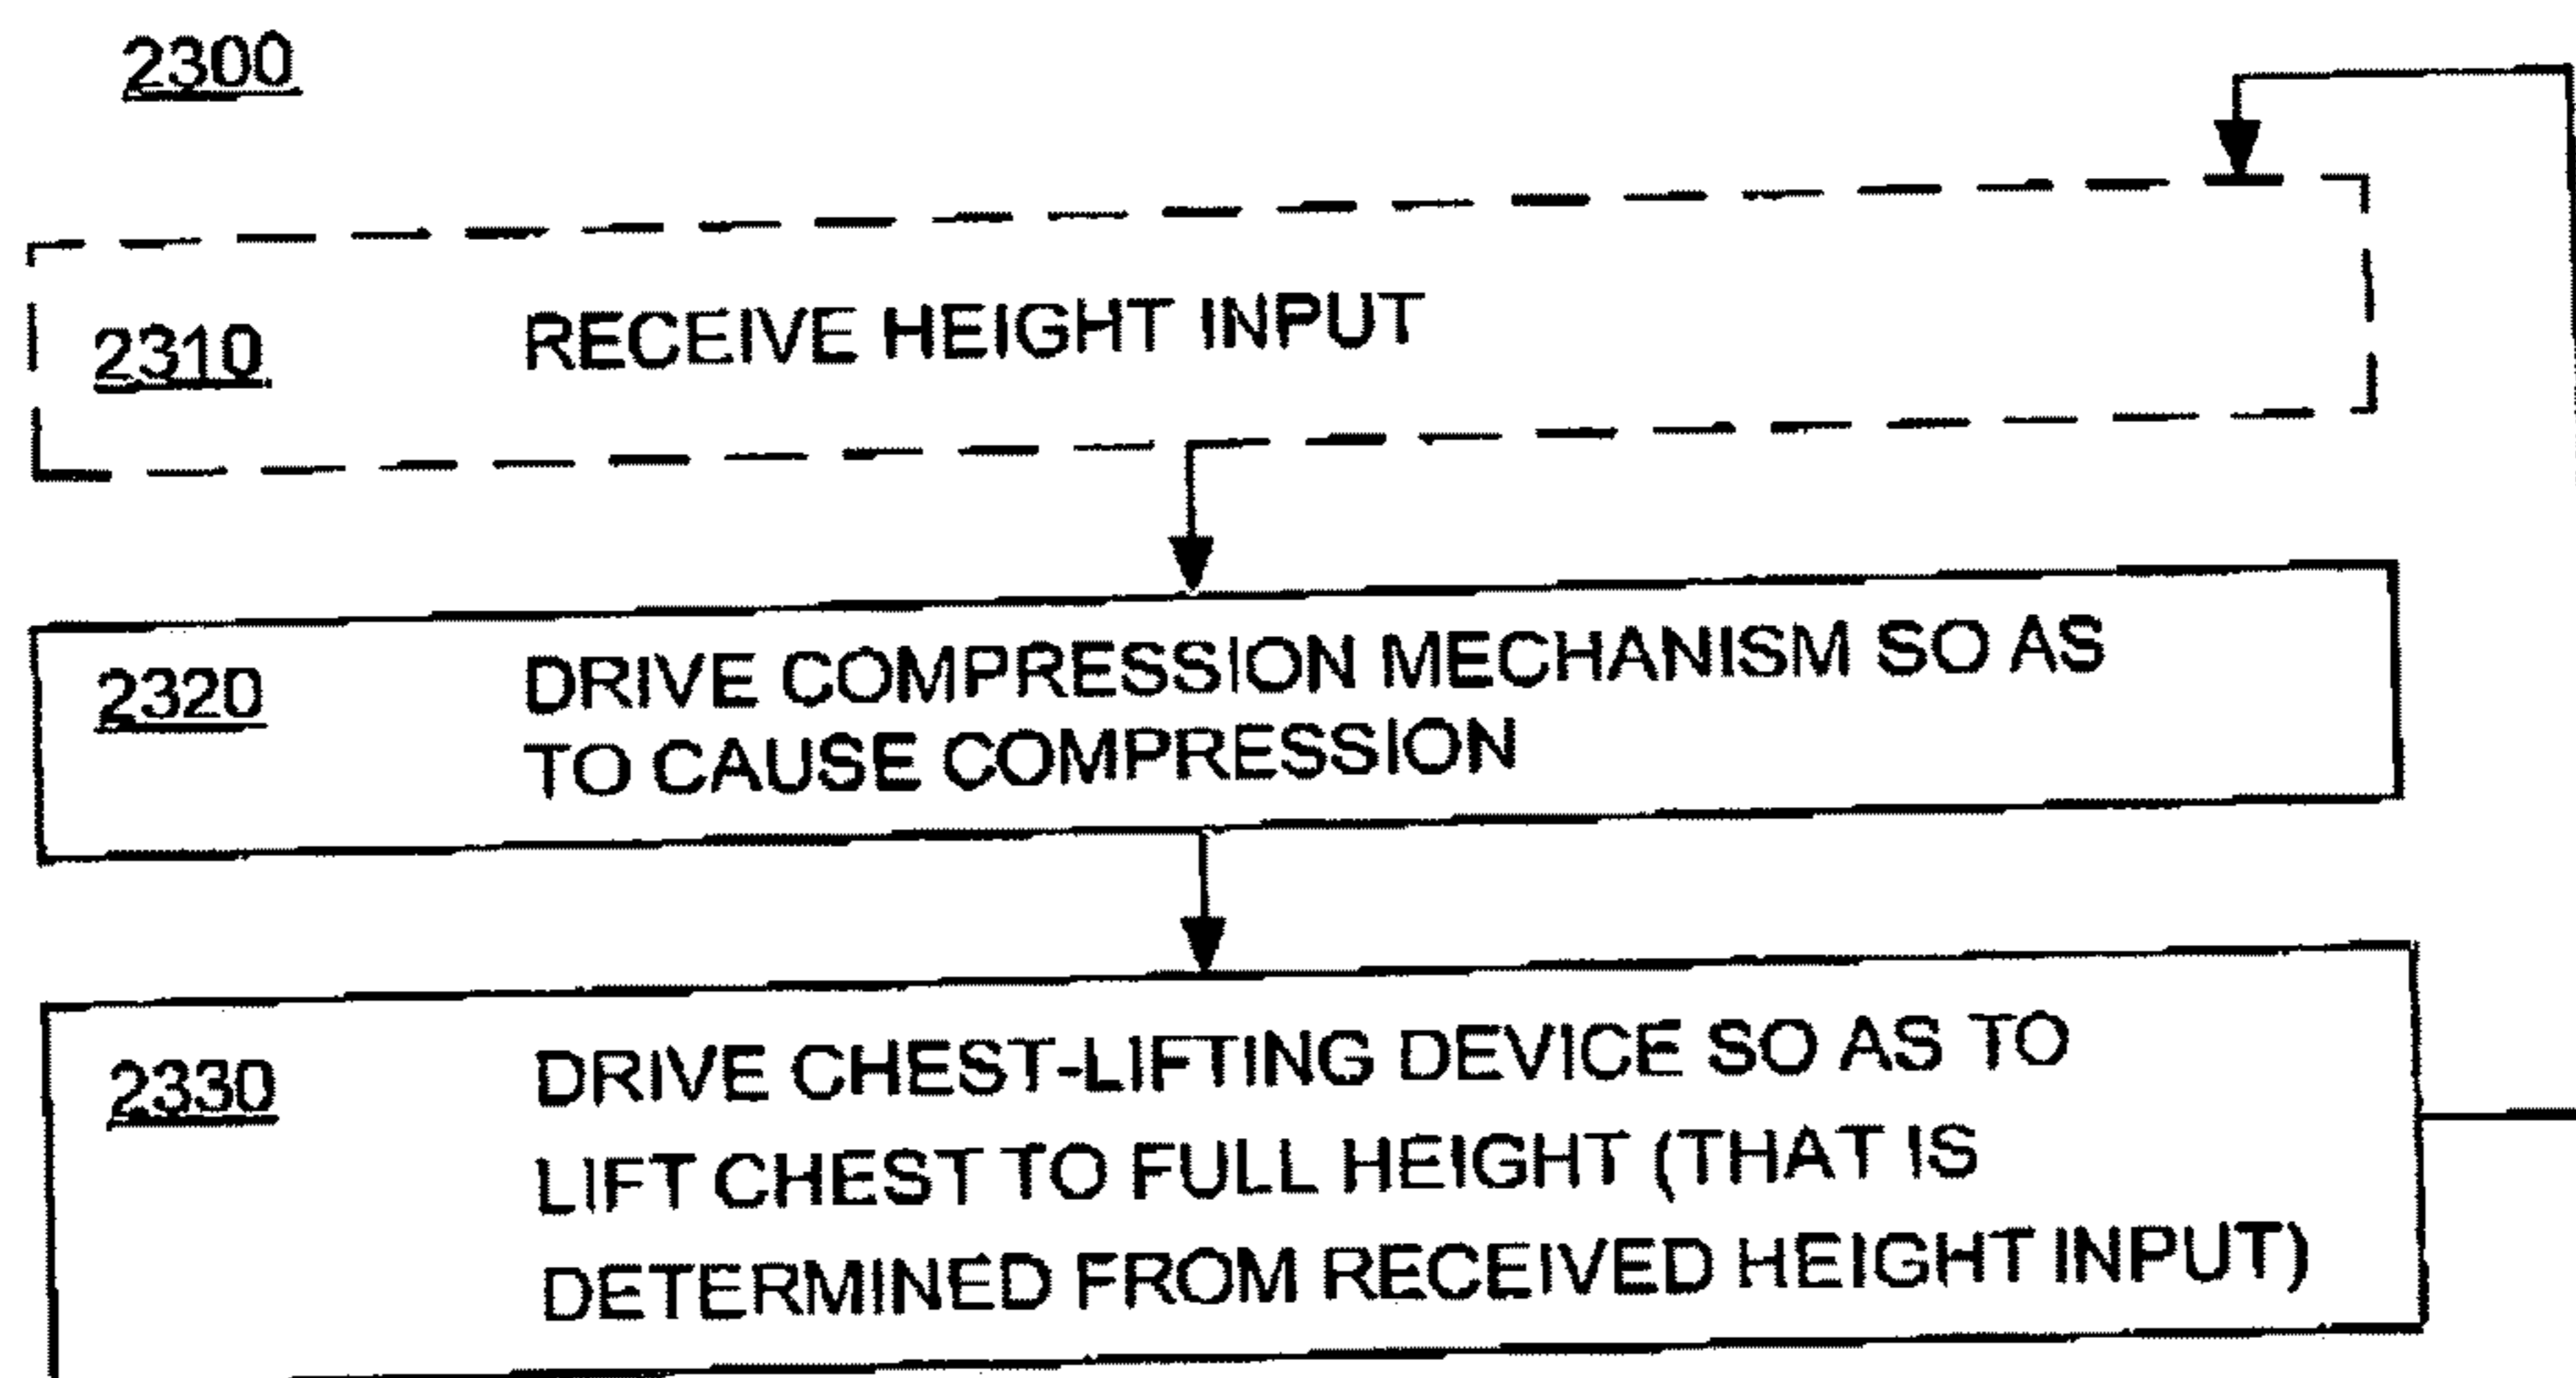 2300
2310 RECEIVE HEIGHT INPUT
2320 DRIVE COMPRESSION MECHANISM SO AS
TO CAUSE COMPRESSION
2330 DRIVE CHEST-LIFTING DEVICE SO AS TO
LIFT CHEST TO FULL HEIGHT (THAT IS
DETERMINED FROM RECEIVED HEIGHT INPUT)